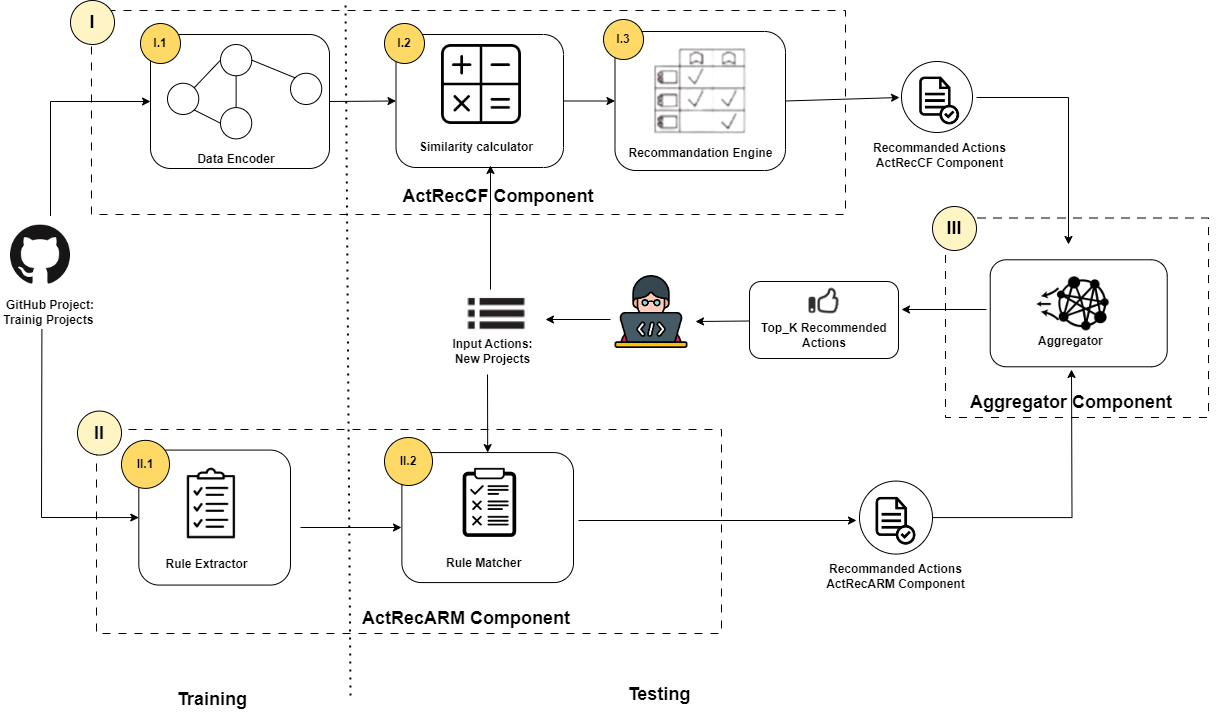 I
I.1
Data Encoder
I.2
Similarity calculator
I.3
Recommandation Engine
ActRecCF Component
Recommanded Actions
ActRecCF Component
GitHub Project:
Trainig Projects
Input Actions:
New Projects
Top_K Recommended
Actions
III
Aggregator
Aggregator Component
II
II.1
Rule Extractor
II.2
Rule Matcher
ActRecARM Component
Recommanded Actions
ActRecARM Component
Training
Testing